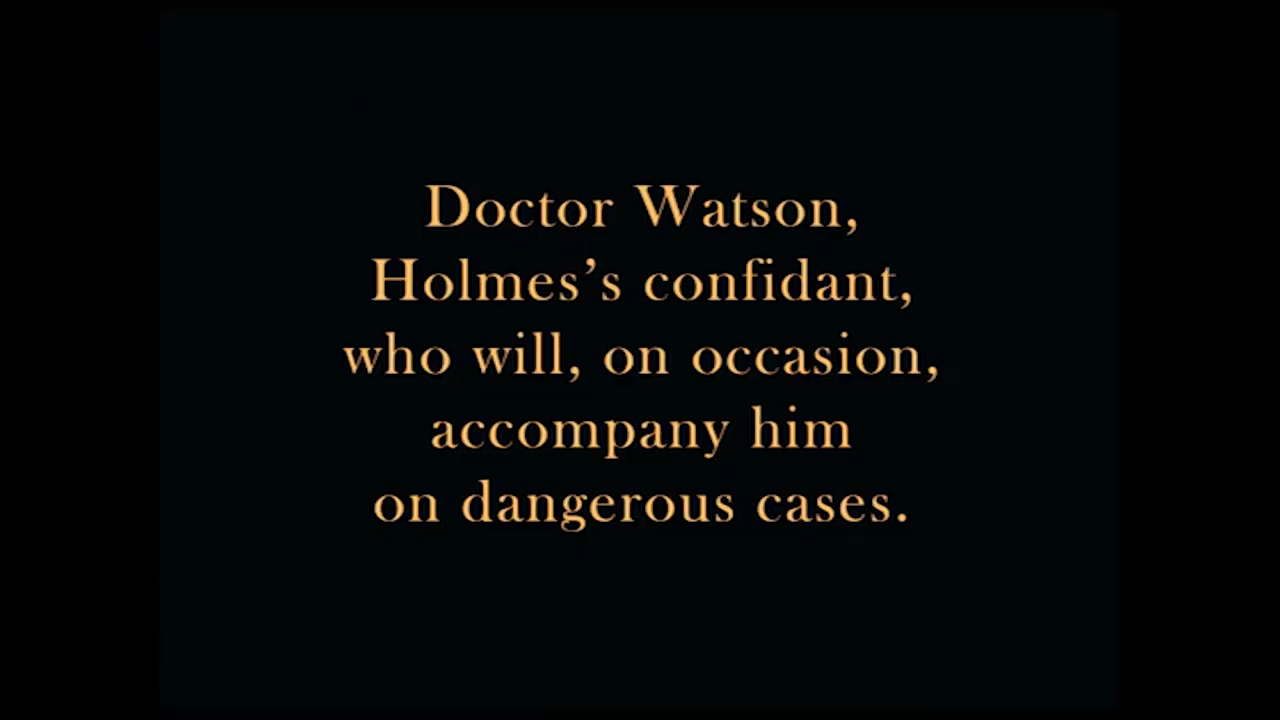 Doctor Watson,
Holmes’s confidant,
who will, on occasion,
accompany him
on dangerous cases.